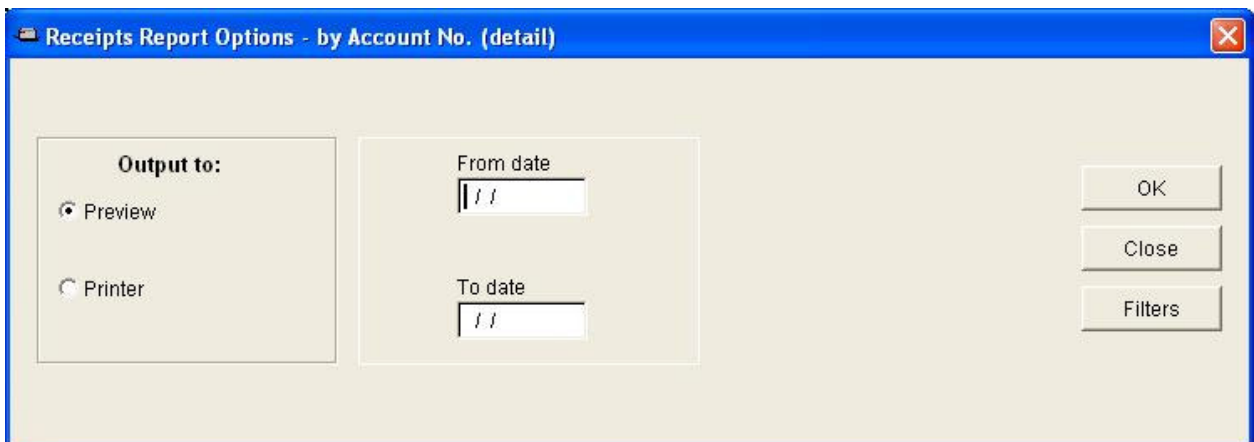 Receipts Report Options - by Account No. (detail)
Output to:
Preview
Printer
From date
/ /
To date
/ /
OK
Close
Filters